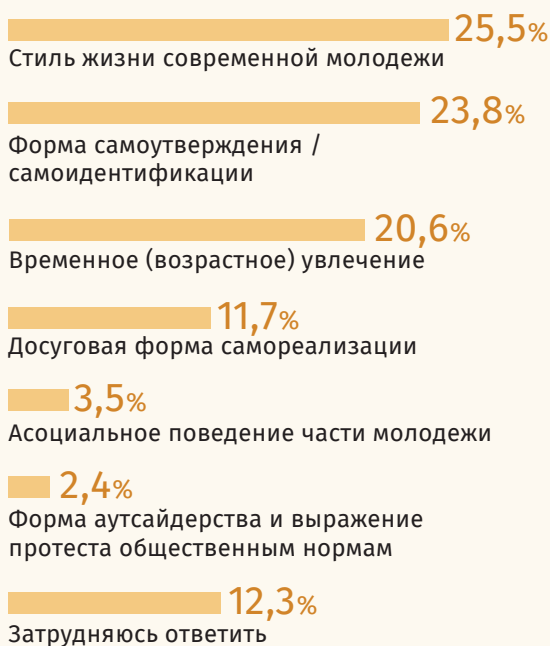 25,5%
Стиль жизни современной молодежи
23,8%
Форма самоутверждения /
самоидентификации
20,6%
Временное (возрастное) увлечение
11,7%
Досуговая форма самореализации
3,5%
Асоциальное поведение части молодежи
2,4%
Форма аутсайдерства и выражение
протеста общественным нормам
12,3%
Затрудняюсь ответить